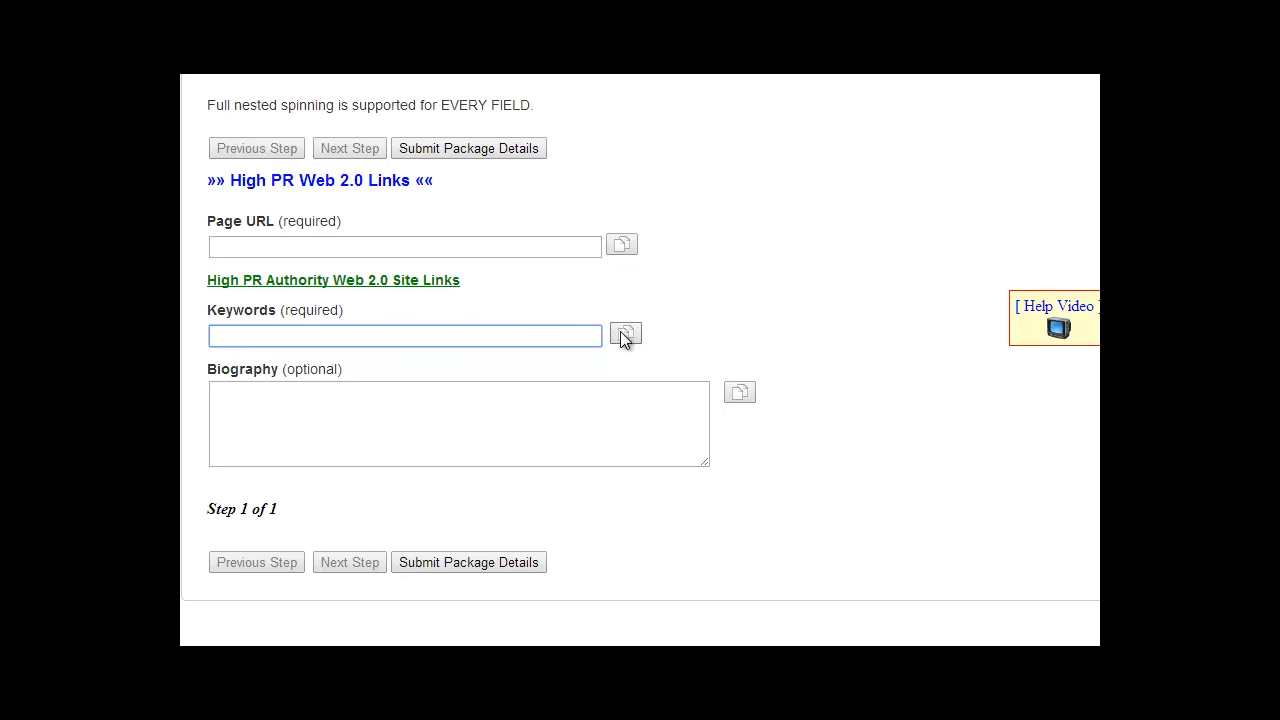 Full nested spinning is supported for EVERY FIELD.
Previous Step Next Step Submit Package Details
»» High PR Web 2.0 Links ««
Page URL (required)
High PR Authority Web 2.0 Site Links
Keywords (required)
[ Help Video ]
Biography (optional)
Step 1 of 1
Previous Step Next Step Submit Package Details